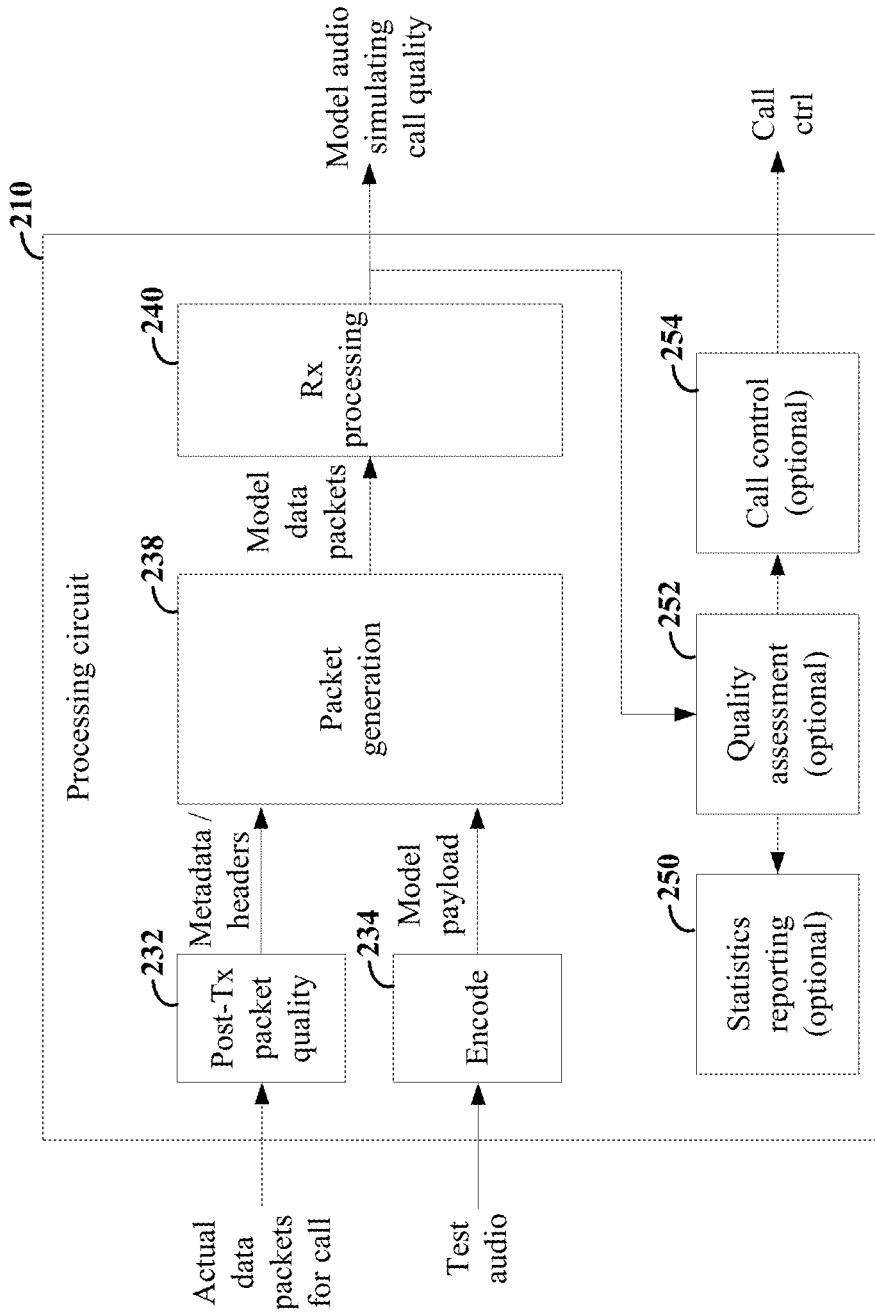 210
Processing circuit
Actual
data
packets
for call
232
Post-Tx
packet
quality
Metadata /
headers
Test
audio
234
Encode
Model
payload
238
Packet
generation
Model
data
packets
240
Rx
processing
Model audio
simulating
call quality
250
Statistics
reporting
(optional)
252
Quality
assessment
(optional)
254
Call control
(optional)
Call
ctrl